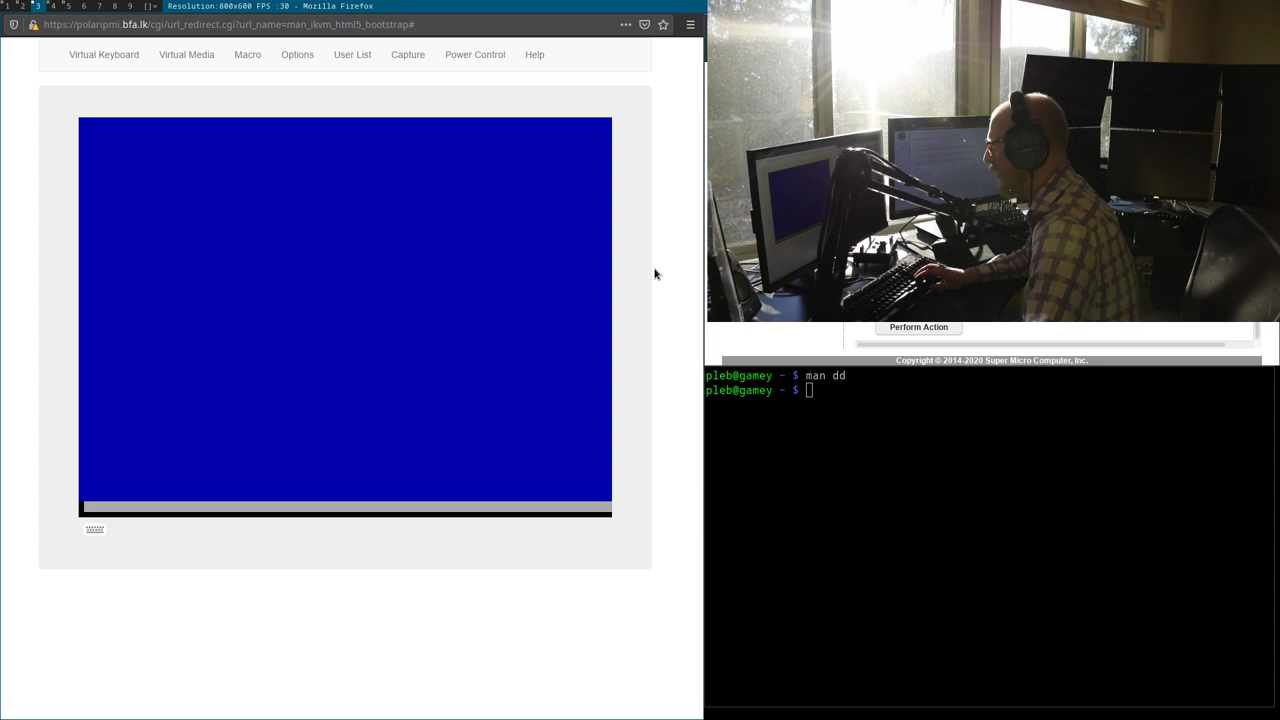 1 2 3 4 5 6 7 8 9 []= Resolution:800x600 FPS :30 - Mozilla Firefox
https://polaripmi.bfa.lk/cgi/url_redirect.cgi?url_name=man_ikvm_html5_bootstrap#
Virtual Keyboard Virtual Media Macro Options User List Capture Power Control Help
Perform Action
Copyright © 2014-2020 Super Micro Computer, Inc.
pleb@gamey ~ $ man dd
pleb@gamey ~ $